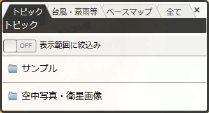 トピック 台風・豪雨等 ベースマップ 全て ×
トピック
OFF 表示範囲に絞込み
サンプル
空中写真・衛星画像